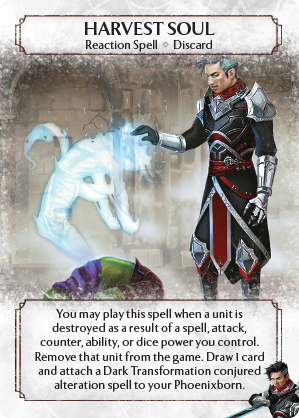 HARVEST SOUL
Reaction Spell ⟡ Discard
You may play this spell when a unit is
destroyed as a result of a spell, attack,
counter, ability, or dice power you control.
Remove that unit from the game. Draw 1 card
and attach a Dark Transformation conjured
alteration spell to your Phoenixborn.